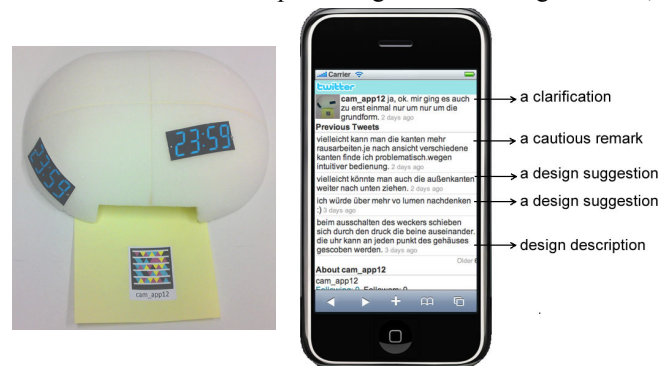 23:59
23:59
cam_app12
Carrier
twitter
cam_app12 ja, ok. mir ging es auch
zu erst einmal nur um nur um die
grundform. 2 days ago
Previous Tweets
vielleicht kann man die kanten mehr
rausarbeiten.je nach ansicht verschiedene
kanten finde ich problematisch.wegen
intuitiver bedienung. 2 days ago
vielleicht könnte man auch die außenkanten
weiter nach unten ziehen. 2 days ago
ich würde über mehr vo lumen nachdenken
:) 3 days ago
beim ausschalten des weckers schieben
sich durch den druck die beine auseinander.
die uhr kann an jeden punkt des gehäuses
gescoben werden. 3 days ago
Older
About cam_app12
cam_app12
Following: 0 Followers: 0
a clarification
a cautious remark
a design suggestion
a design suggestion
design description